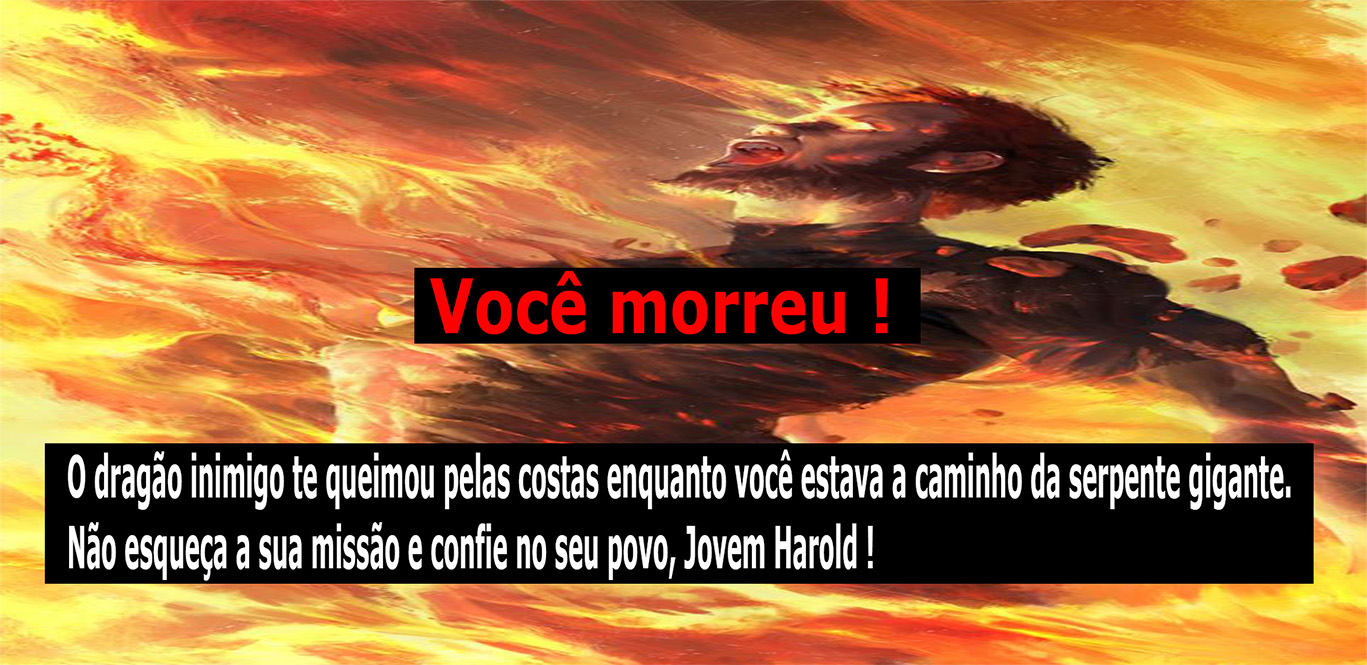 Você morreu !
O dragão inimigo te queimou pelas costas enquanto você estava a caminho da serpente gigante.
Não esqueça a sua missão e confie no seu povo, Jovem Harold !